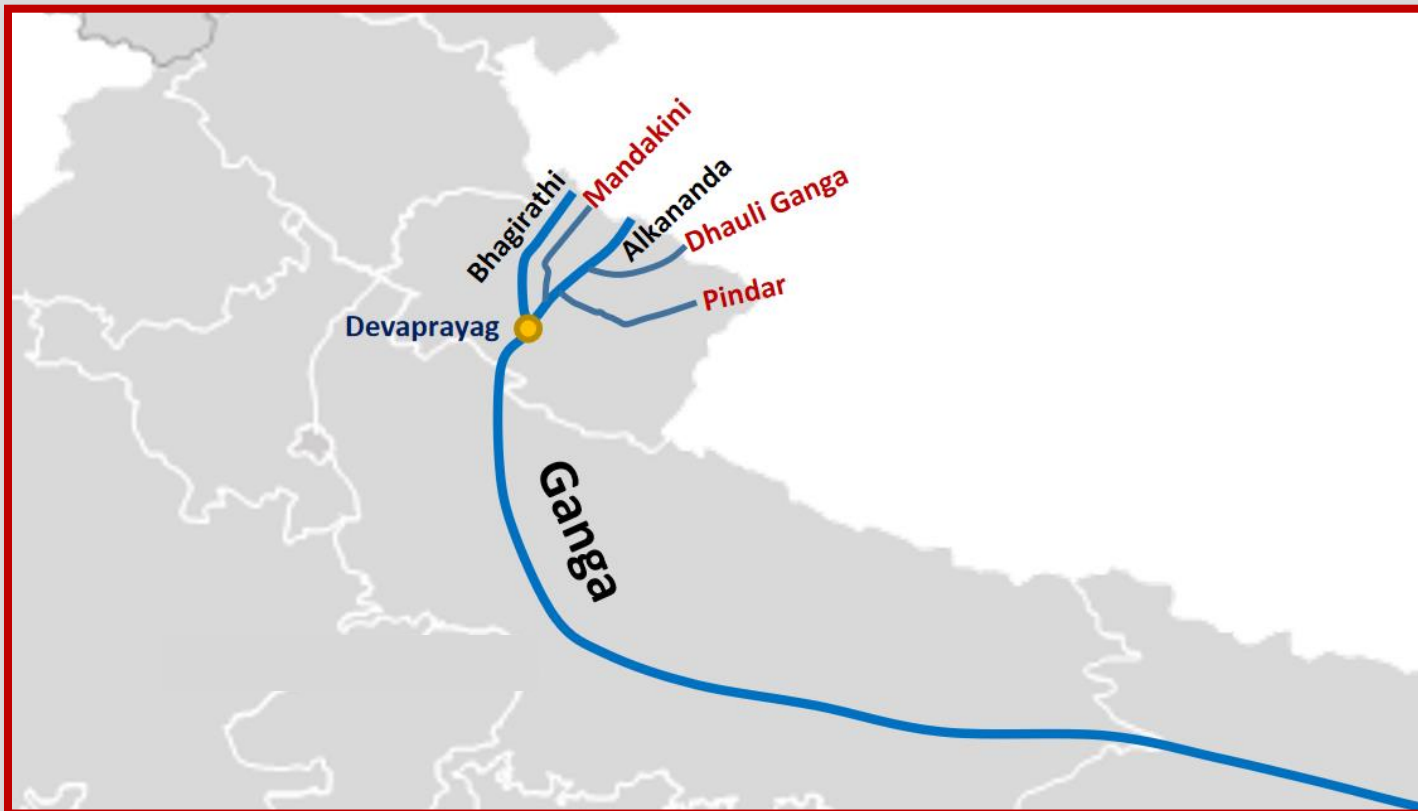 Mandakini
Bhagirathi
Alkananda
Dhauli Ganga
Pindar
Devaprayag
Ganga